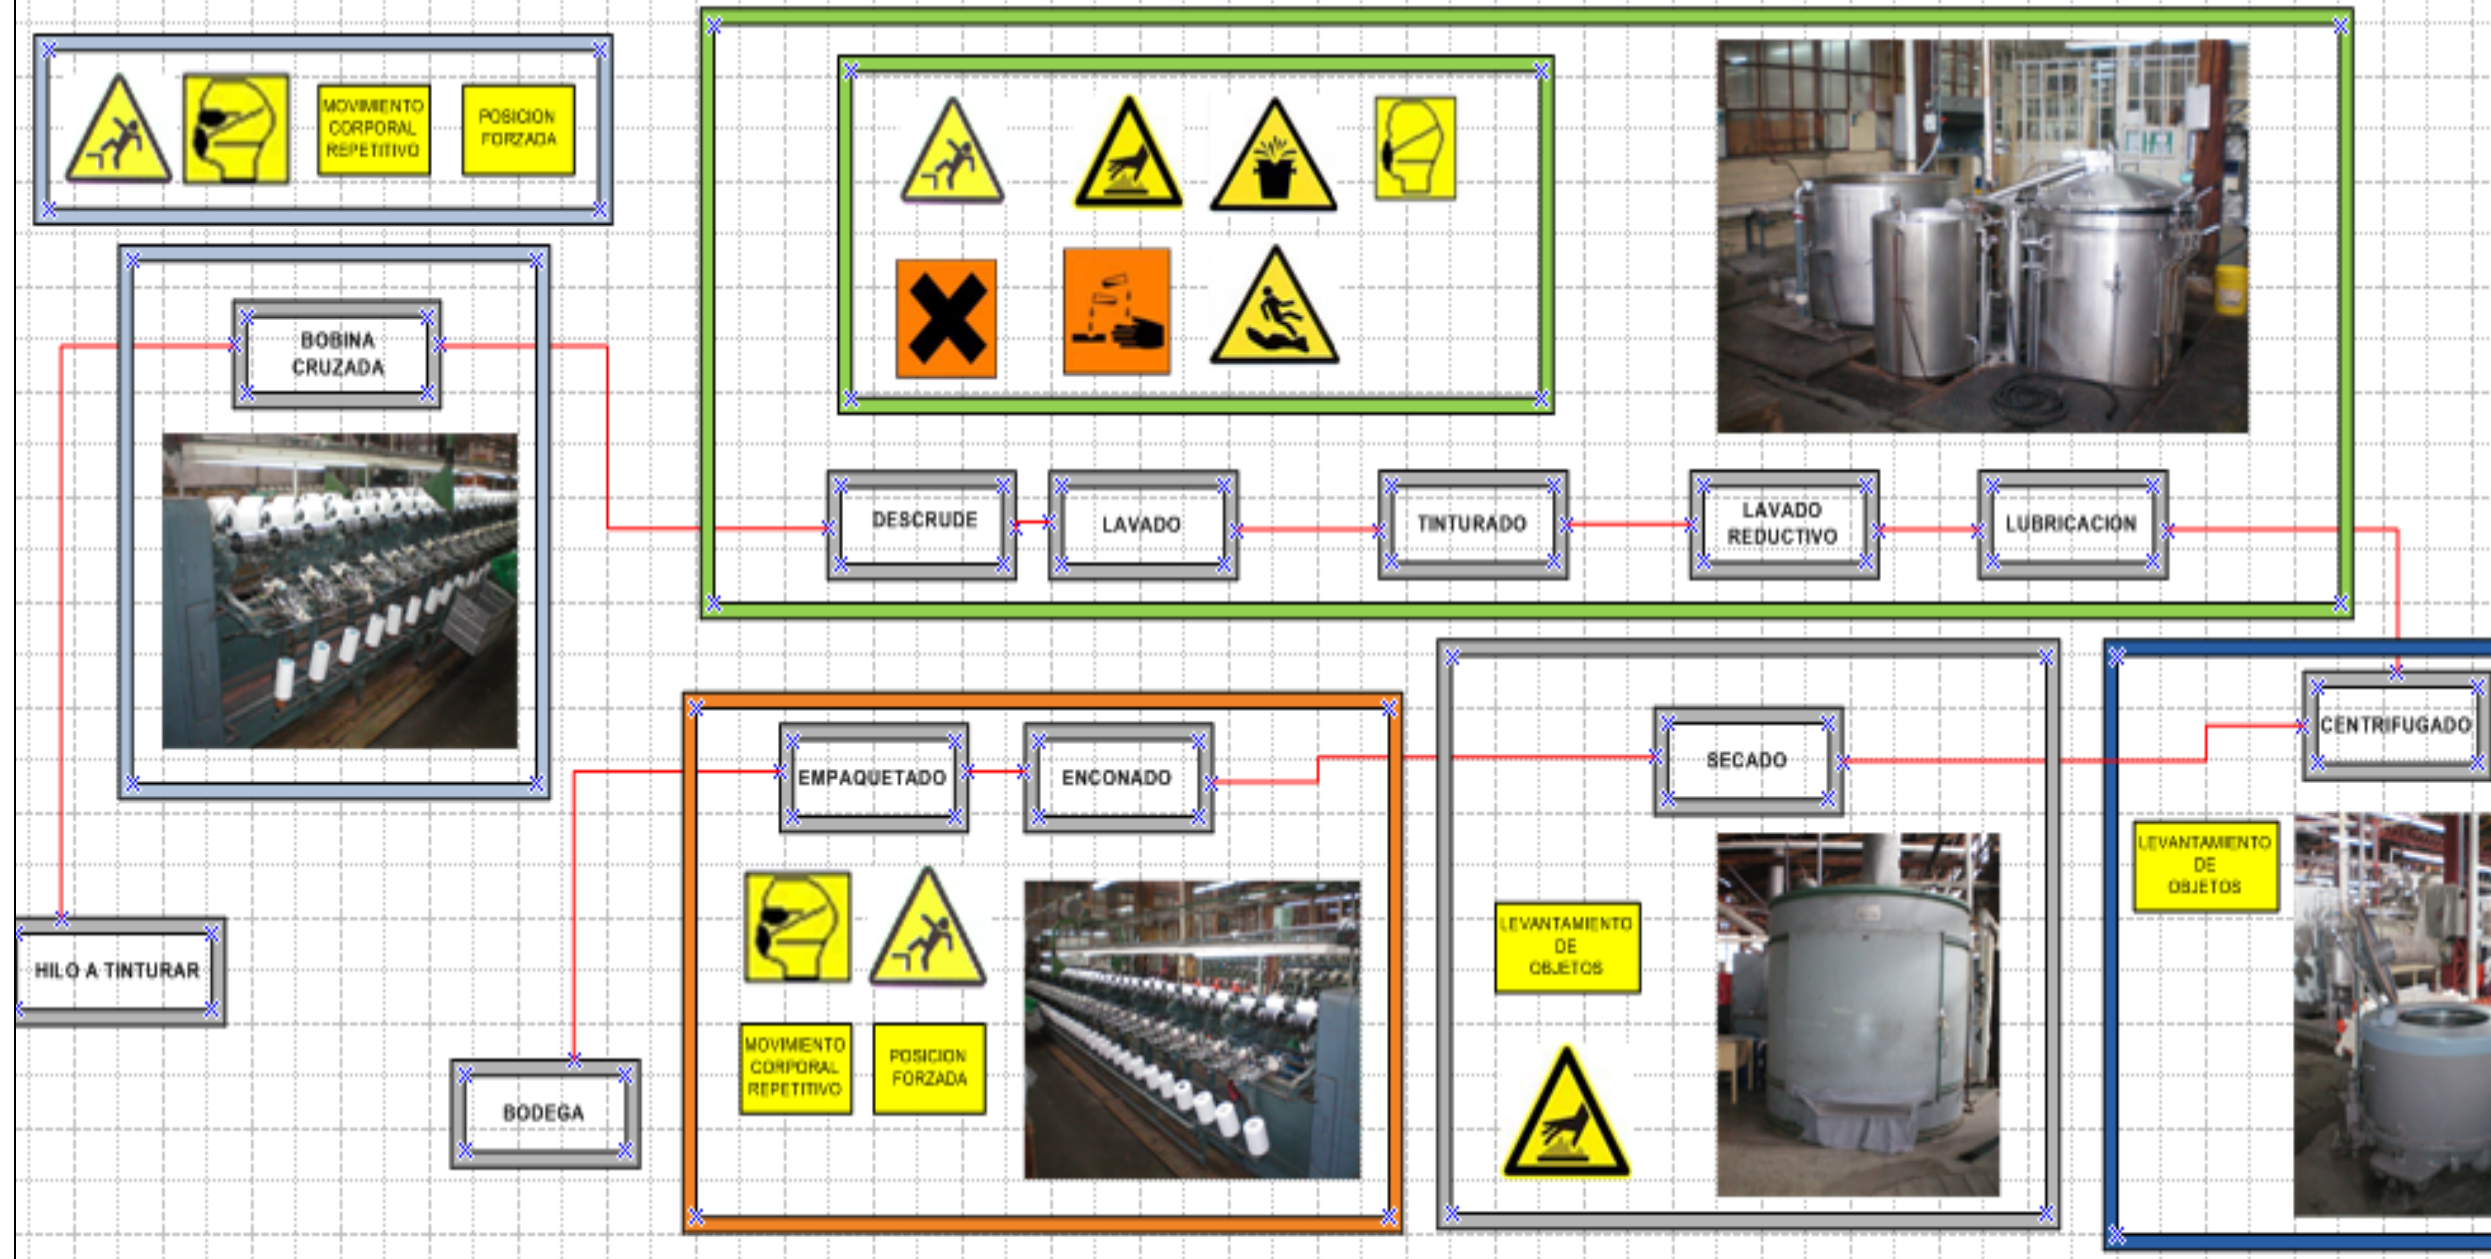 MOVIMIENTO
CORPORAL
REPETITIVO
POSICION
FORZADA
BOBINA
CRUZADA
DESCRUDE
LAVADO
TINTURADO
LAVADO
REDUCTIVO
LUBRICACION
EMPAQUETADO
ENCONADO
SECADO
CENTRIFUGADO
LEVANTAMIENTO
DE
OBJETOS
LEVANTAMIENTO
DE
OBJETOS
HILO A TINTURAR
MOVIMIENTO
CORPORAL
REPETITIVO
POSICION
FORZADA
BODEGA